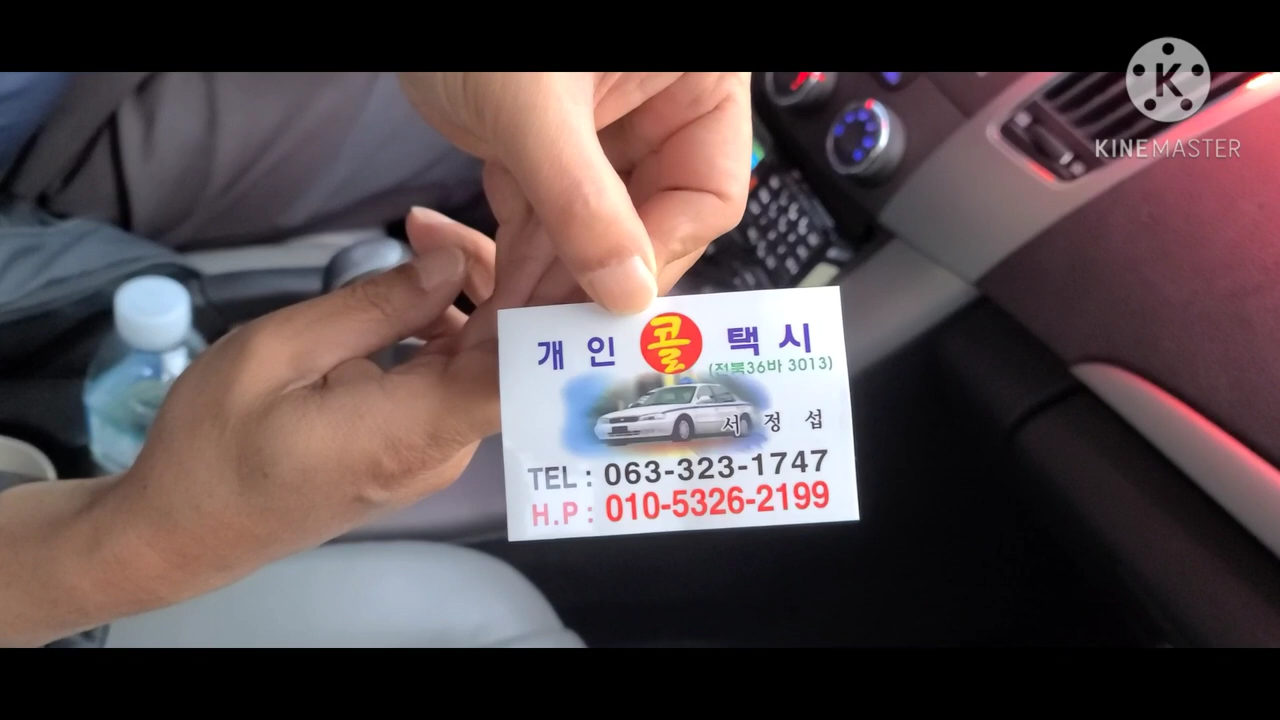 KINEMASTER
개인 콜 택시
(전북36바 3013)
서정섭
TEL : 063-323-1747
H.P : 010-5326-2199